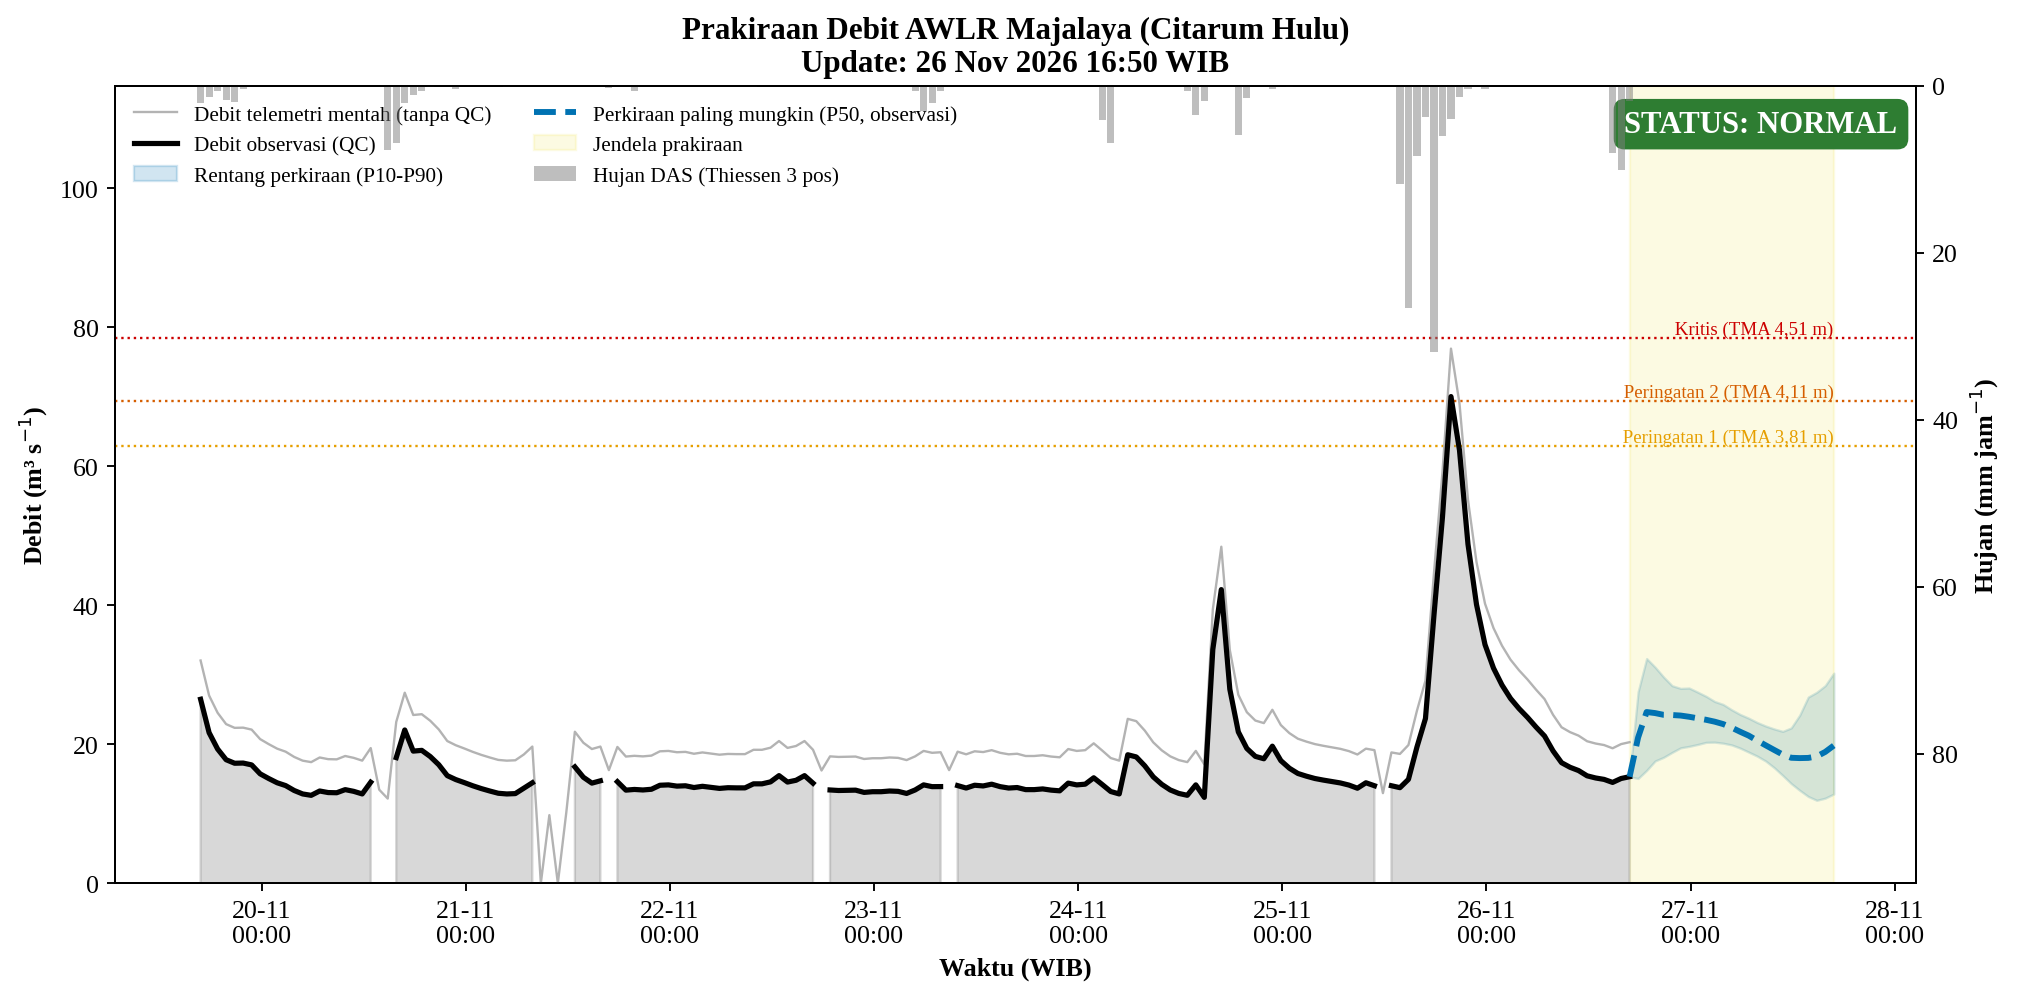 Prakiraan Debit AWLR Majalaya (Citarum Hulu)
Update: 26 Nov 2026 16:50 WIB
Debit telemetri mentah (tanpa QC)
Debit observasi (QC)
Rentang perkiraan (P10-P90)
Perkiraan paling mungkin (P50, observasi)
Jendela prakiraan
Hujan DAS (Thiessen 3 pos)
STATUS: NORMAL
Kritis (TMA 4,51 m)
Peringatan 2 (TMA 4,11 m)
Peringatan 1 (TMA 3,81 m)
Debit (m³ s⁻¹)
100
80
60
40
20
0
Hujan (mm jam⁻¹)
0
20
40
60
80
20-11
00:00
21-11
00:00
22-11
00:00
23-11
00:00
24-11
00:00
25-11
00:00
26-11
00:00
27-11
00:00
28-11
00:00
Waktu (WIB)